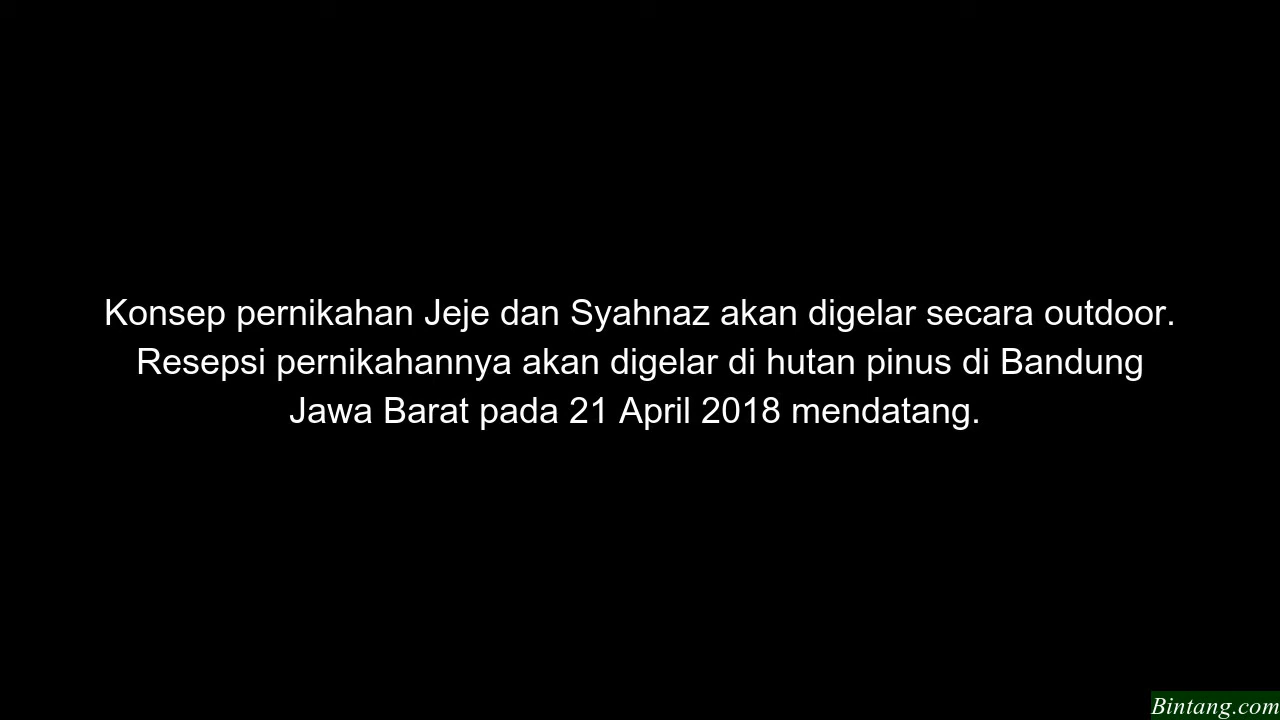 Konsep pernikahan Jeje dan Syahnaz akan digelar secara outdoor.
Resepsi pernikahannya akan digelar di hutan pinus di Bandung
Jawa Barat pada 21 April 2018 mendatang.
Bintang.com